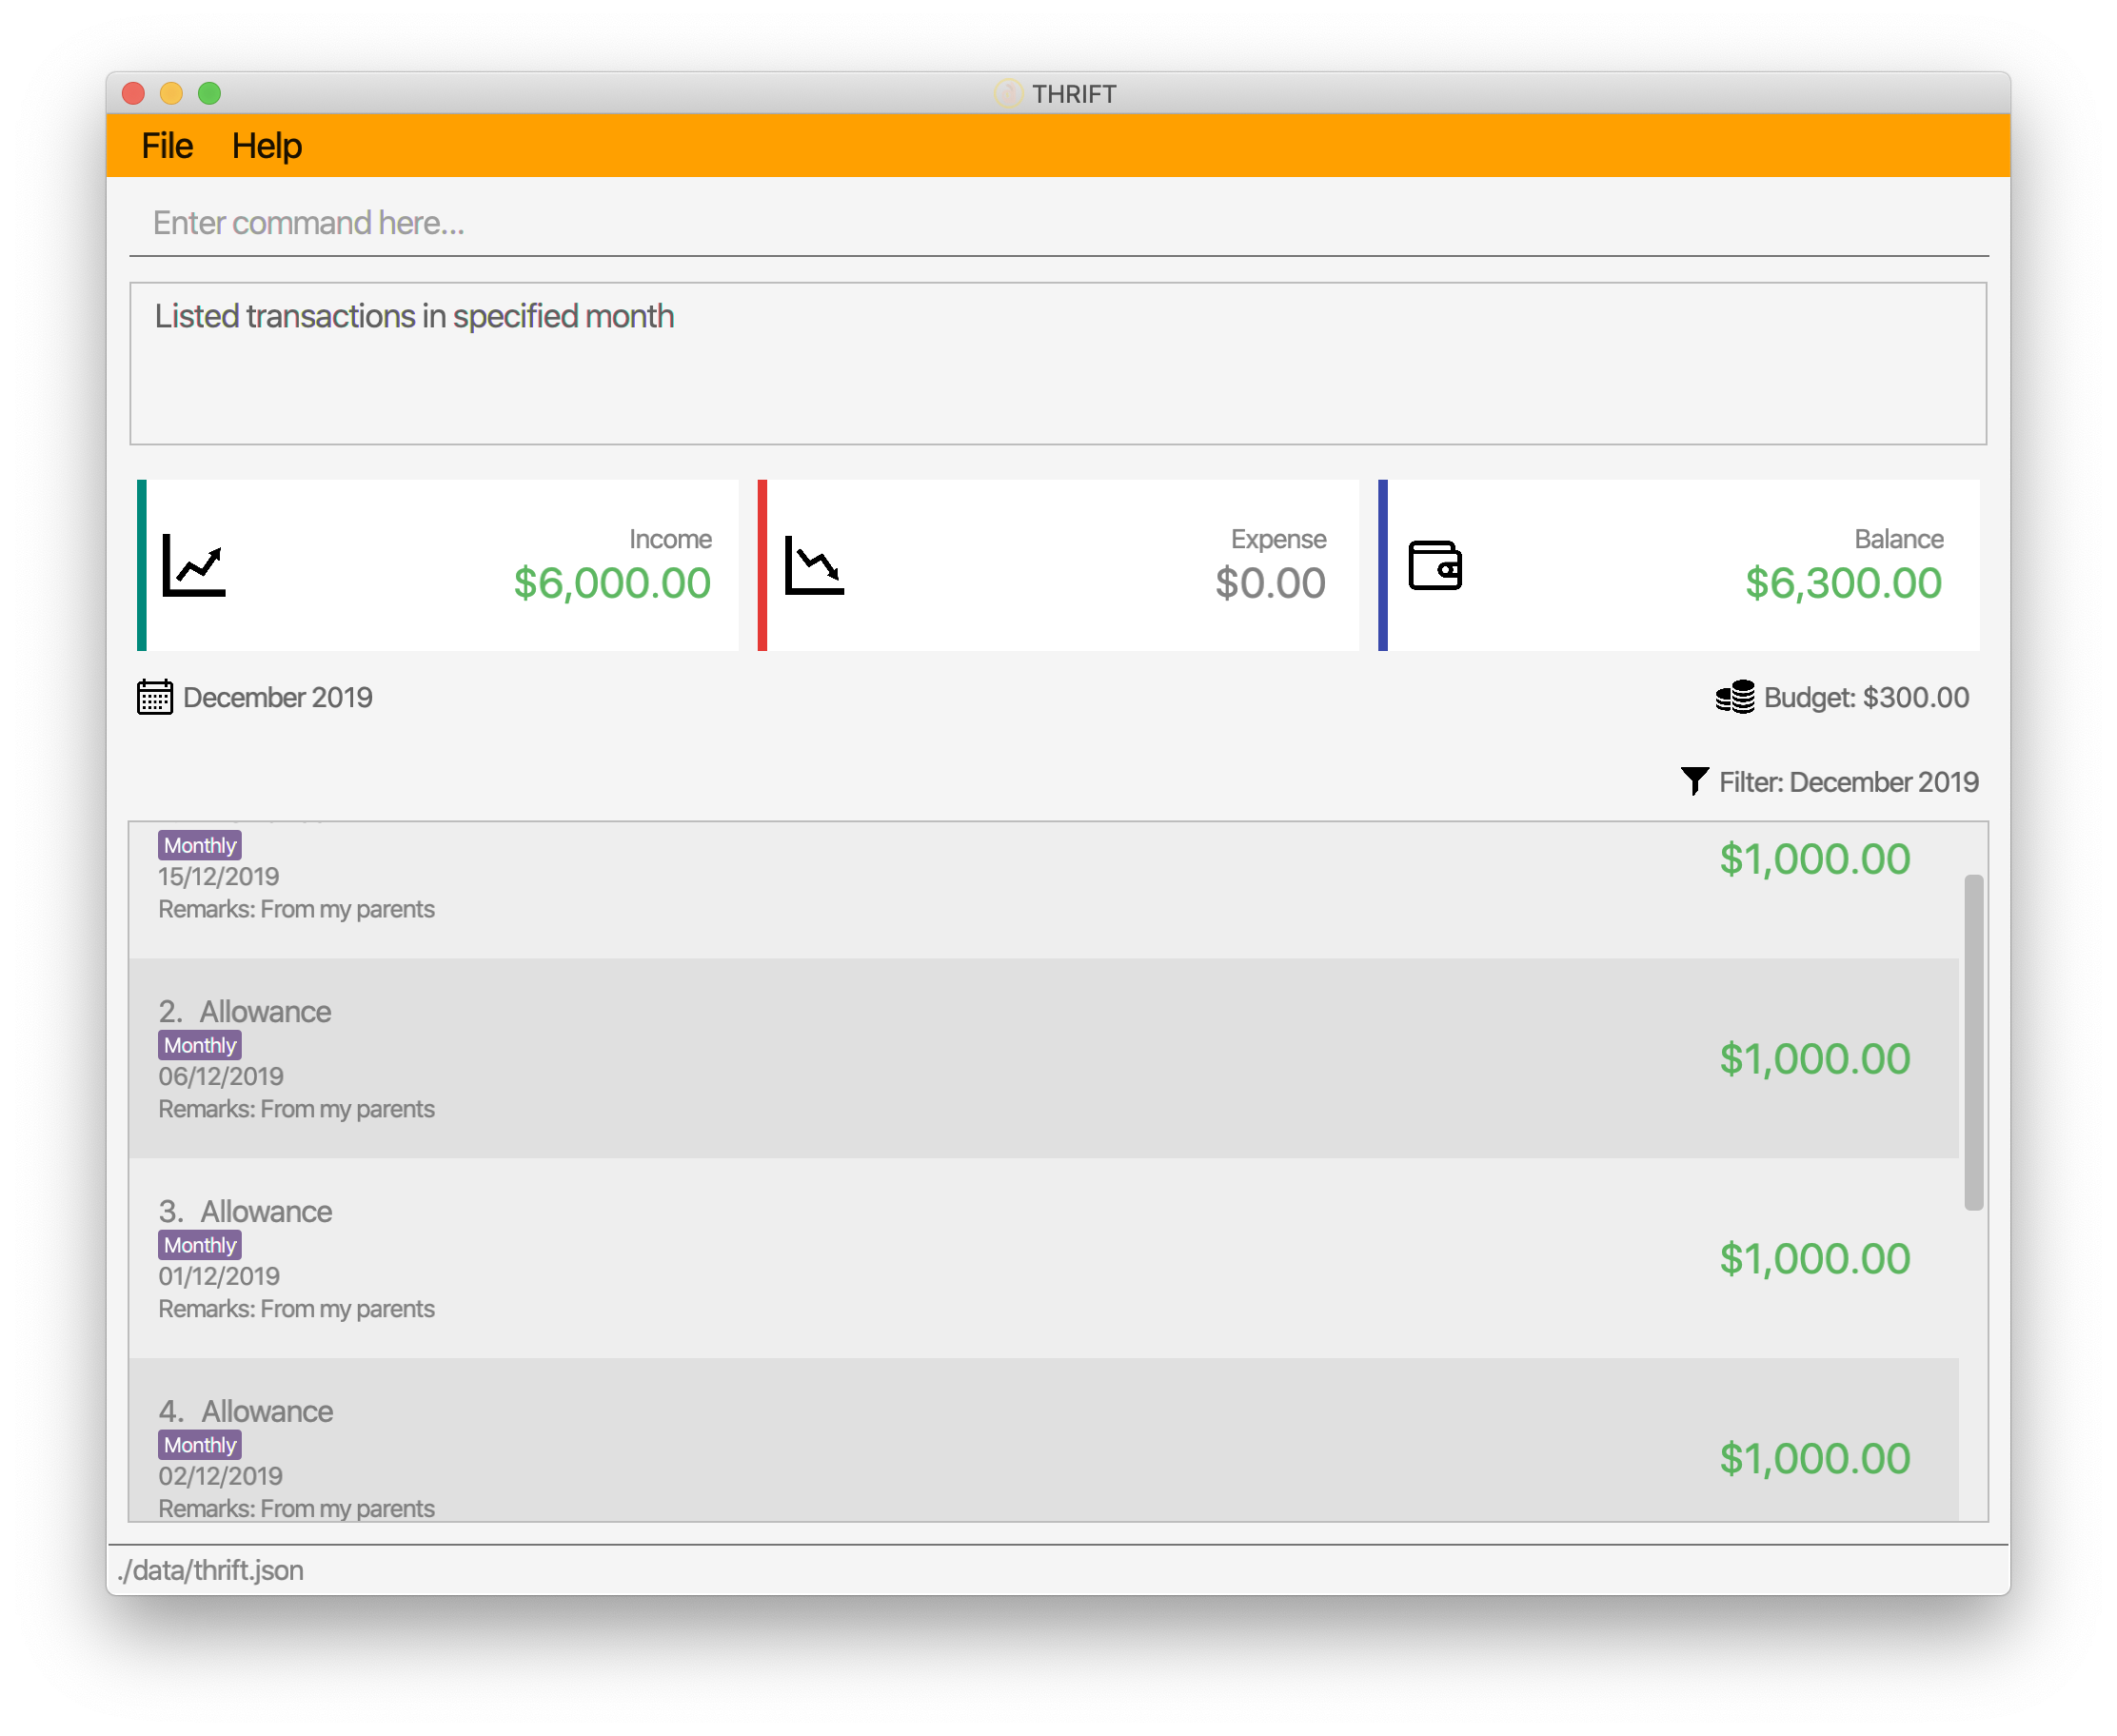 THRIFT
File Help
Enter command here...
Listed transactions in specified month
Income
$6,000.00
Expense
$0.00
Balance
$6,300.00
December 2019
Budget: $300.00
Filter: December 2019
Monthly
15/12/2019
Remarks: From my parents
$1,000.00
2. Allowance
Monthly
06/12/2019
Remarks: From my parents
$1,000.00
3. Allowance
Monthly
01/12/2019
Remarks: From my parents
$1,000.00
4. Allowance
Monthly
02/12/2019
Remarks: From my parents
$1,000.00
./data/thrift.json